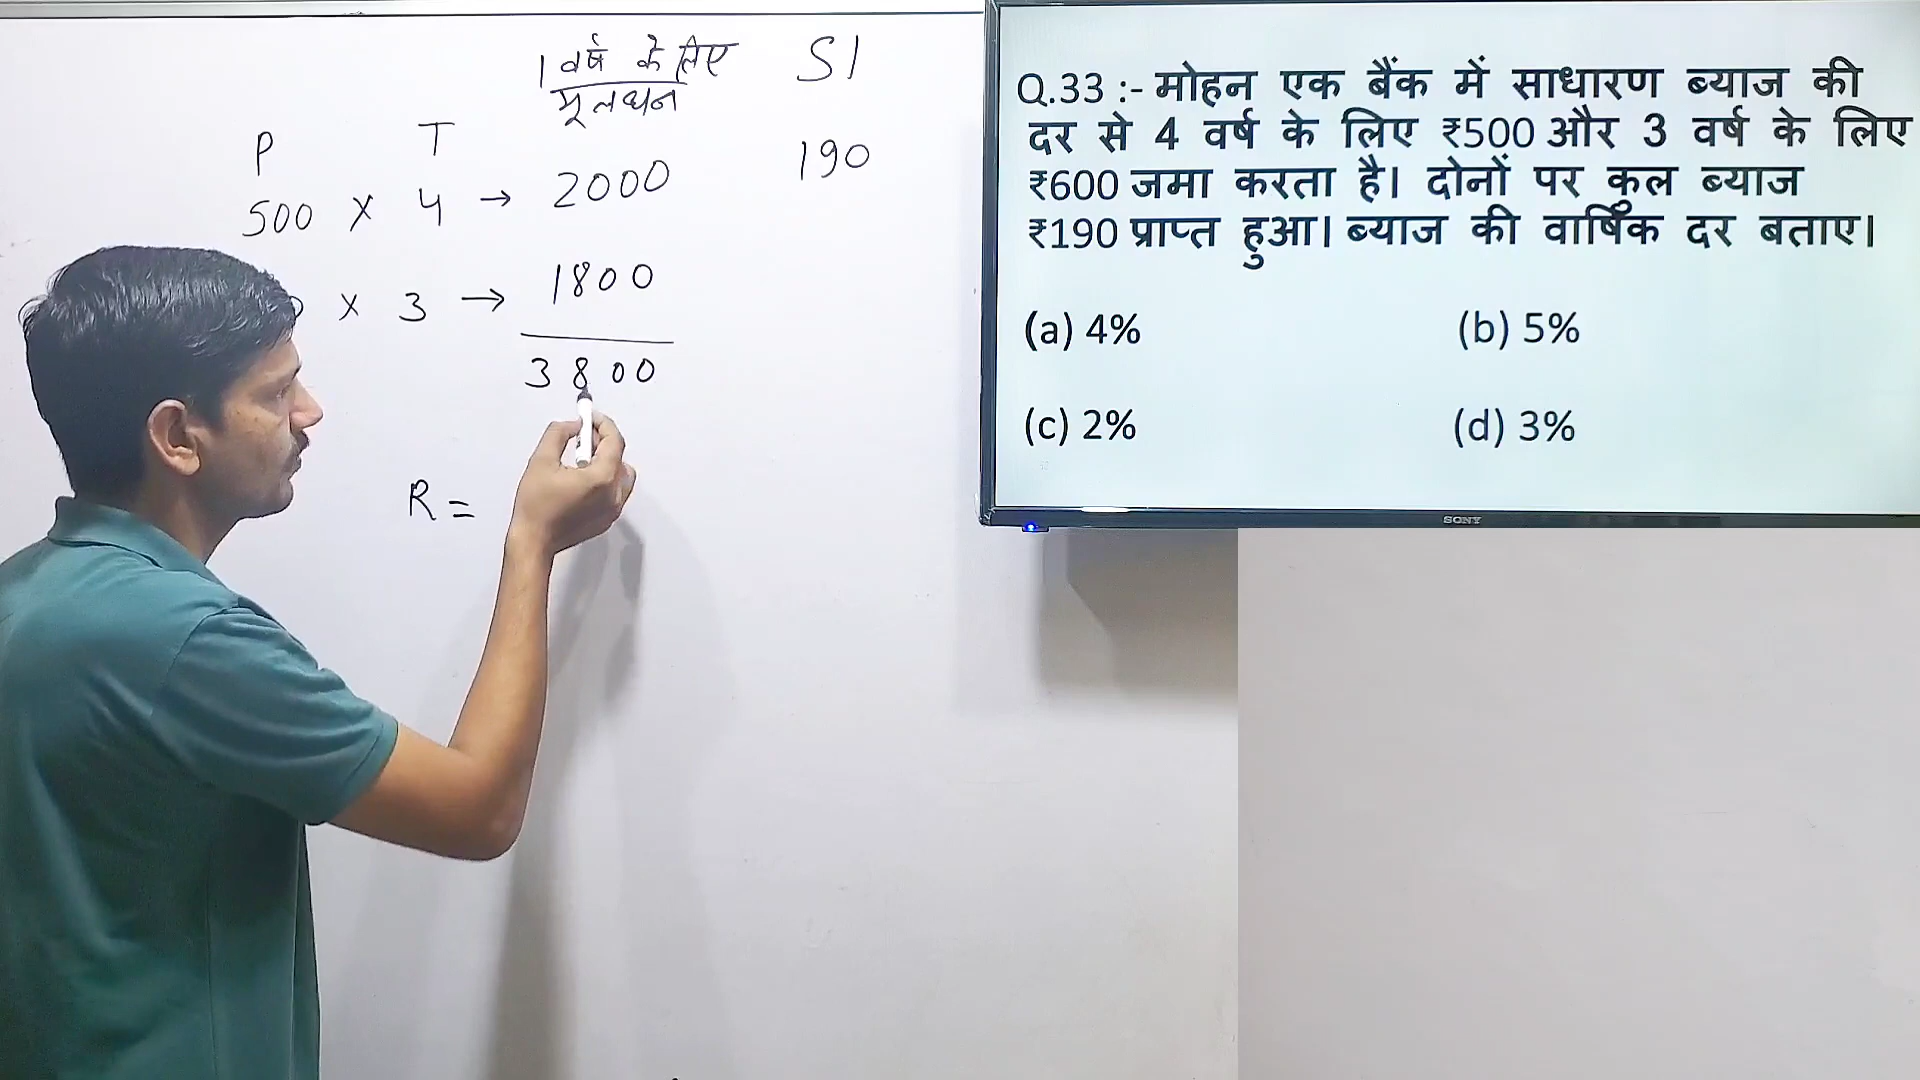 1 वर्ष के लिए SI
मूलधन
P T
500 x 4 → 2000 190
x 3 → 1800
3800
R =
Q.33 :- मोहन एक बैंक में साधारण ब्याज की
दर से 4 वर्ष के लिए ₹500 और 3 वर्ष के लिए
₹600 जमा करता है। दोनों पर कुल ब्याज
₹190 प्राप्त हुआ। ब्याज की वार्षिक दर बताए।
(a) 4% (b) 5%
(c) 2% (d) 3%
SONY